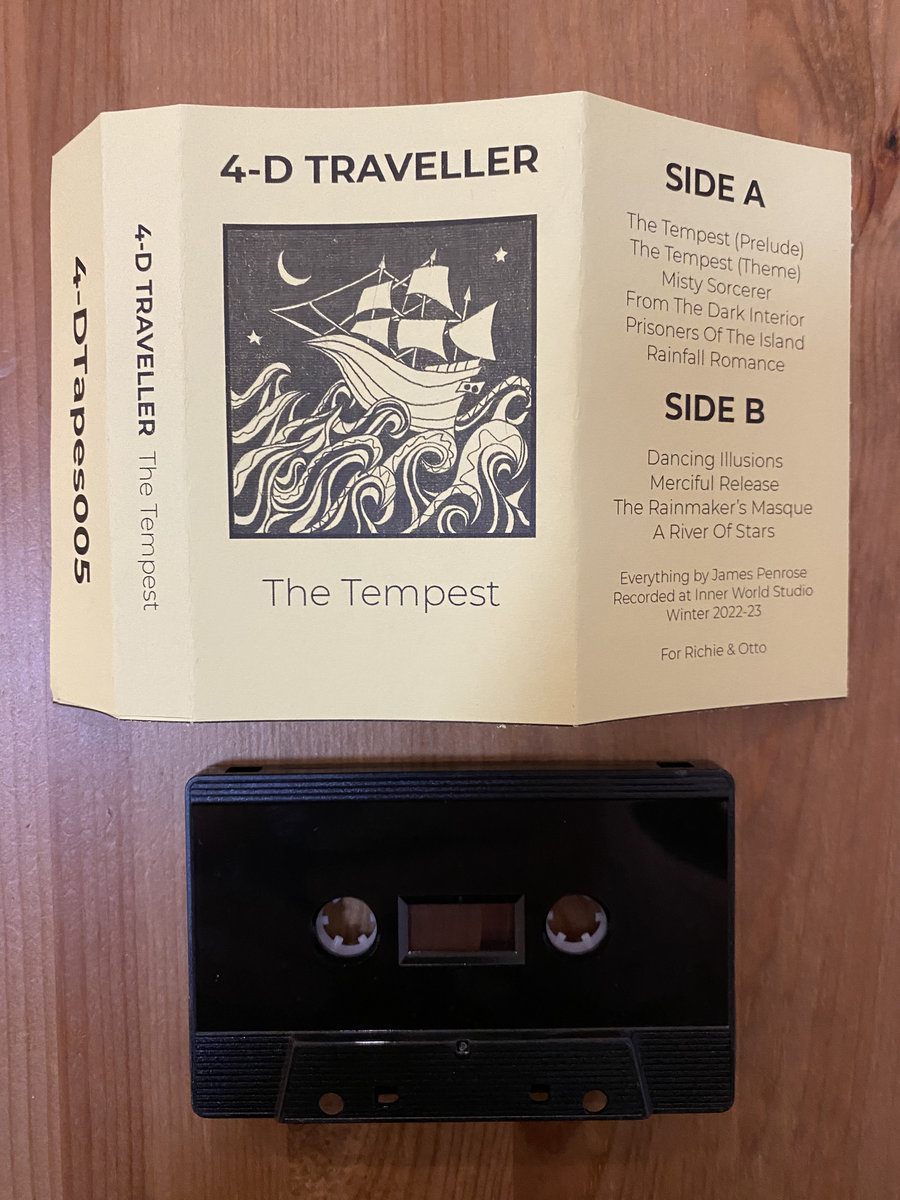 4-DTapes005
4-D TRAVELLER The Tempest
4-D TRAVELLER
The Tempest
SIDE A
The Tempest (Prelude)
The Tempest (Theme)
Misty Sorcerer
From The Dark Interior
Prisoners Of The Island
Rainfall Romance
SIDE B
Dancing Illusions
Merciful Release
The Rainmaker's Masque
A River Of Stars
Everything by James Penrose
Recorded at Inner World Studio
Winter 2022-23
For Richie & Otto